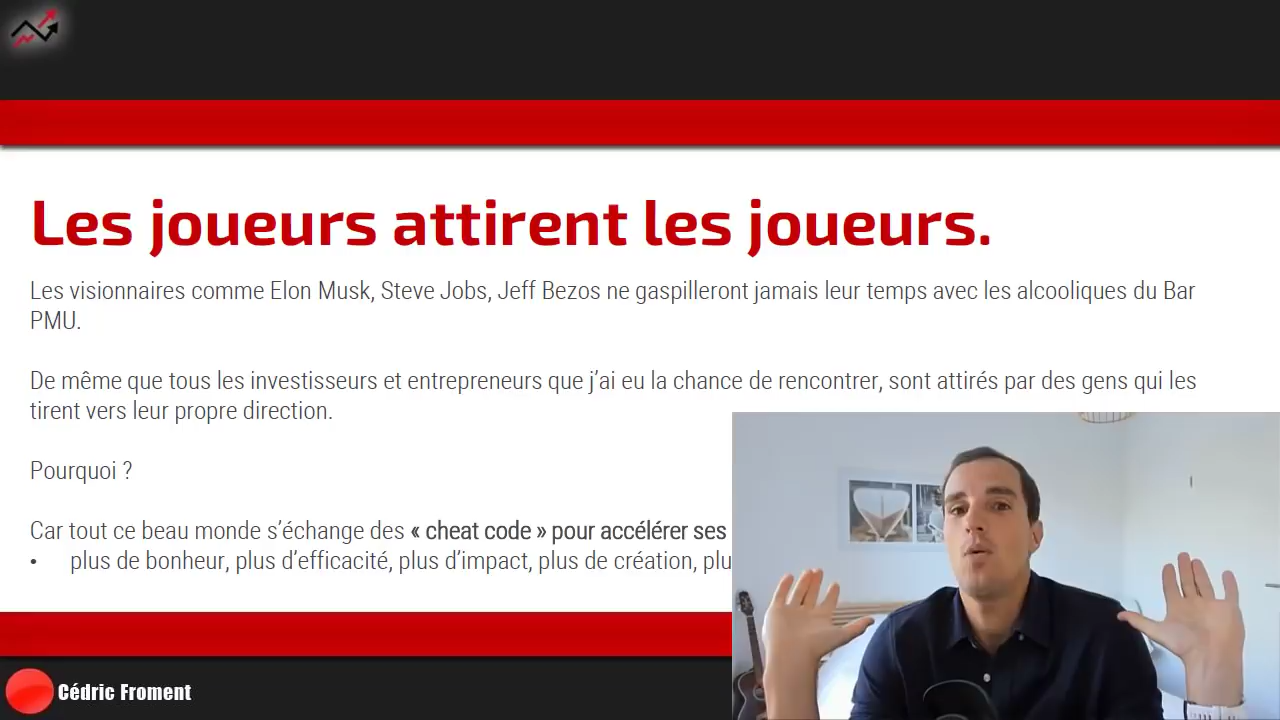 Les joueurs attirent les joueurs.
Les visionnaires comme Elon Musk, Steve Jobs, Jeff Bezos ne gaspilleront jamais leur temps avec les alcooliques du Bar
PMU.
De même que tous les investisseurs et entrepreneurs que j’ai eu la chance de rencontrer, sont attirés par des gens qui les
tirent vers leur propre direction.
Pourquoi ?
Car tout ce beau monde s’échange des « cheat code » pour accélérer ses
• plus de bonheur, plus d’efficacité, plus d’impact, plus de création, plu
Cédric Froment